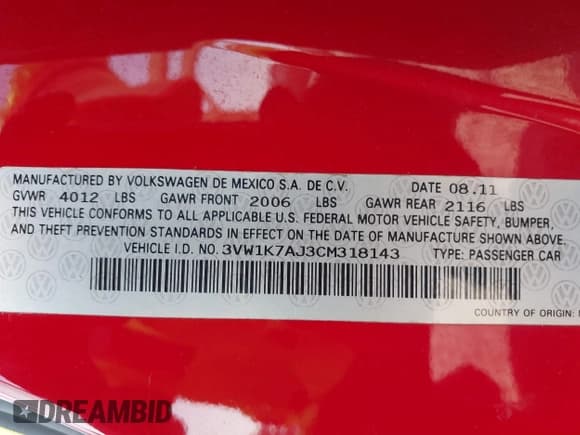 MANUFACTURED BY VOLKSWAGEN DE MEXICO S.A. DE C.V. DATE 08.11
GVWR 4012 LBS GAWR FRONT 2006 LBS GAWR REAR 2116 LBS
THIS VEHICLE CONFORMS TO ALL APPLICABLE U.S. FEDERAL MOTOR VEHICLE SAFETY, BUMPER,
AND THEFT PREVENTION STANDARDS IN EFFECT ON THE DATE OF MANUFACTURE SHOWN ABOVE.
VEHICLE I.D. NO. 3VW1K7AJ3CM318143 TYPE: PASSENGER CAR
COUNTRY OF ORIGIN:
DREAMBID